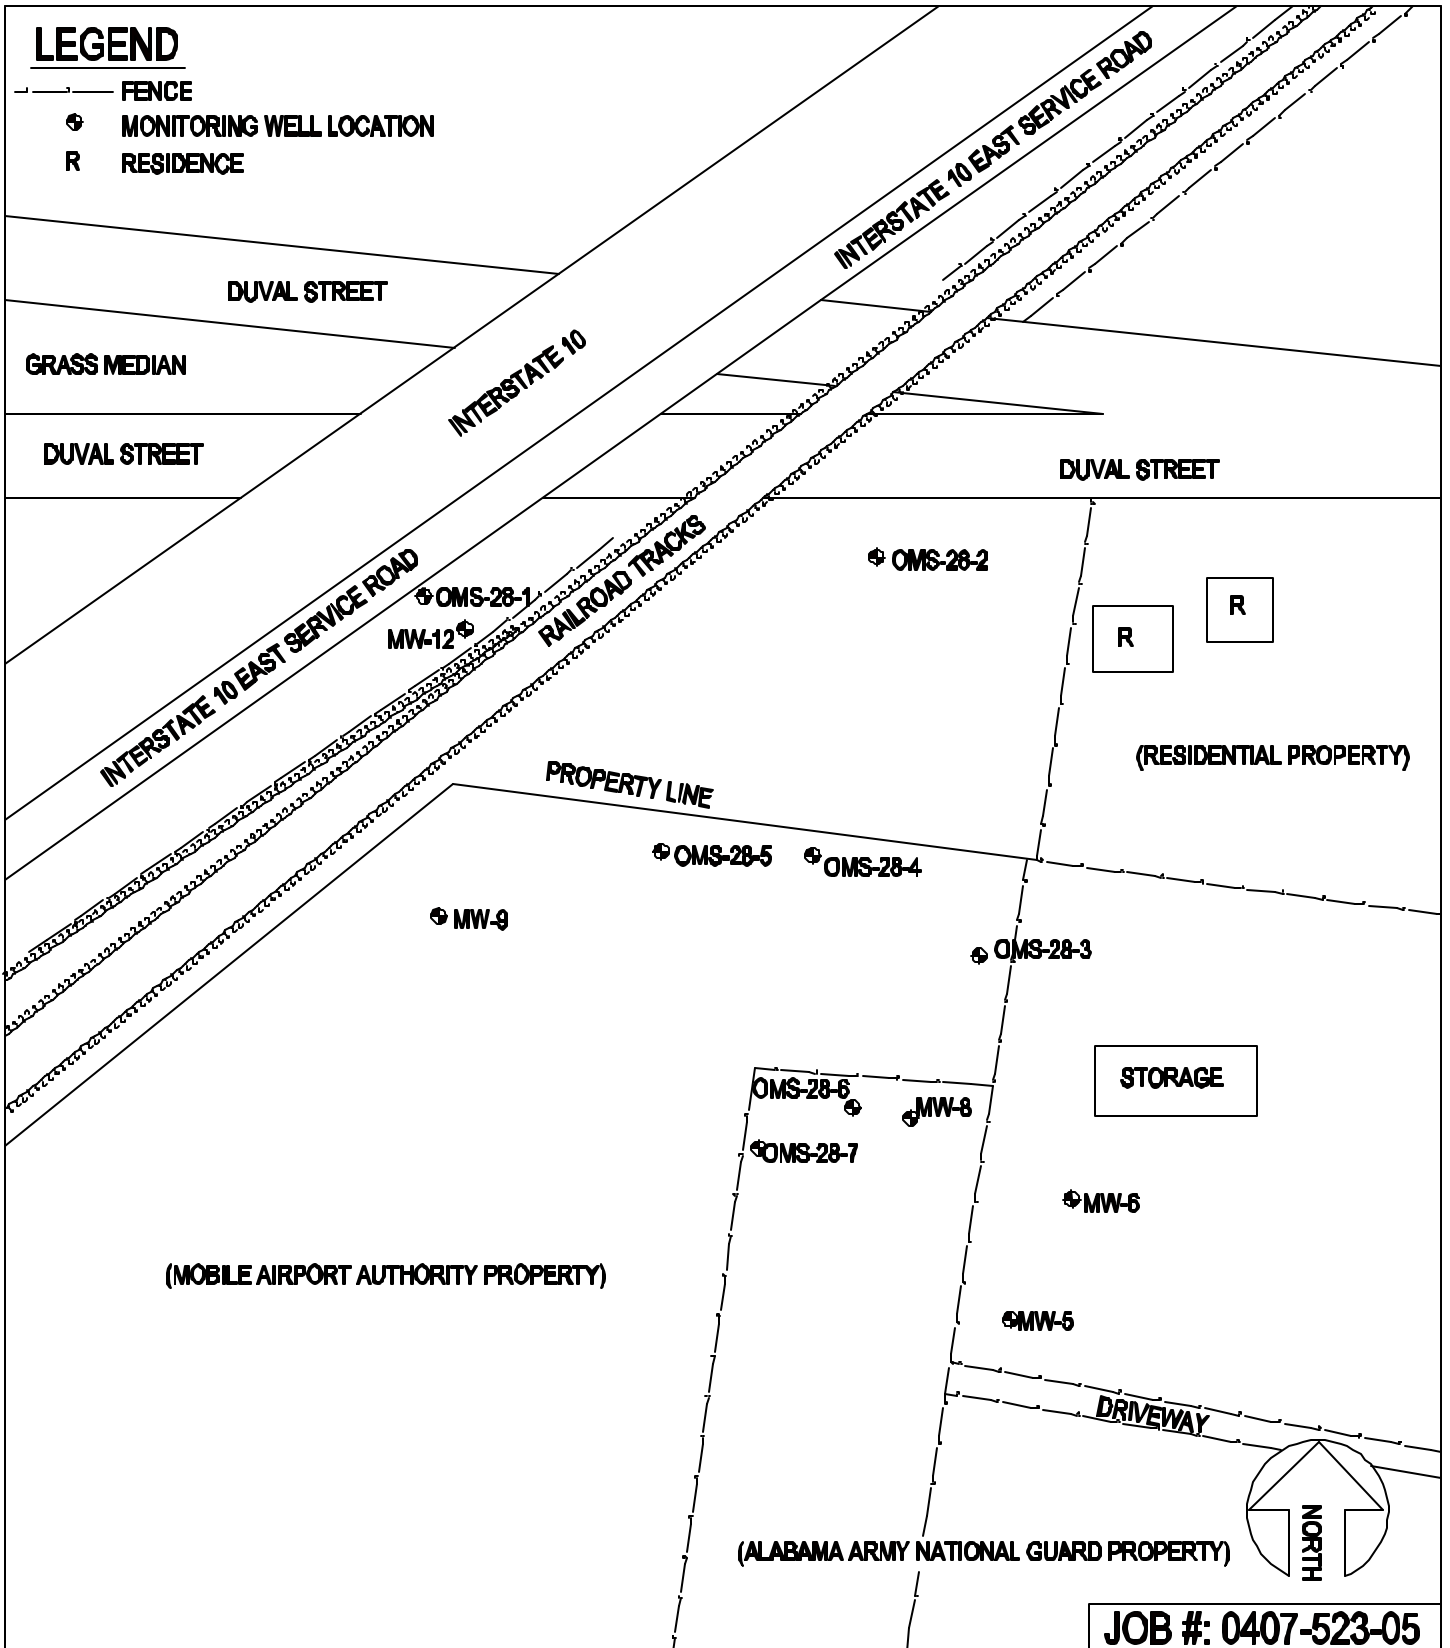 LEGEND
FENCE
MONITORING WELL LOCATION
R RESIDENCE
INTERSTATE 10 EAST SERVICE ROAD
DUVAL STREET
GRASS MEDIAN
INTERSTATE 10
DUVAL STREET
DUVAL STREET
RAILROAD TRACKS
OMS-28-2
INTERSTATE 10 EAST SERVICE ROAD
OMS-28-1
MW-12
R
R
(RESIDENTIAL PROPERTY)
PROPERTY LINE
OMS-28-5
OMS-28-4
MW-9
OMS-28-3
STORAGE
OMS-28-6
MW-8
OMS-28-7
MW-6
(MOBILE AIRPORT AUTHORITY PROPERTY)
MW-5
DRIVEWAY
NORTH
(ALABAMA ARMY NATIONAL GUARD PROPERTY)
JOB #: 0407-523-05